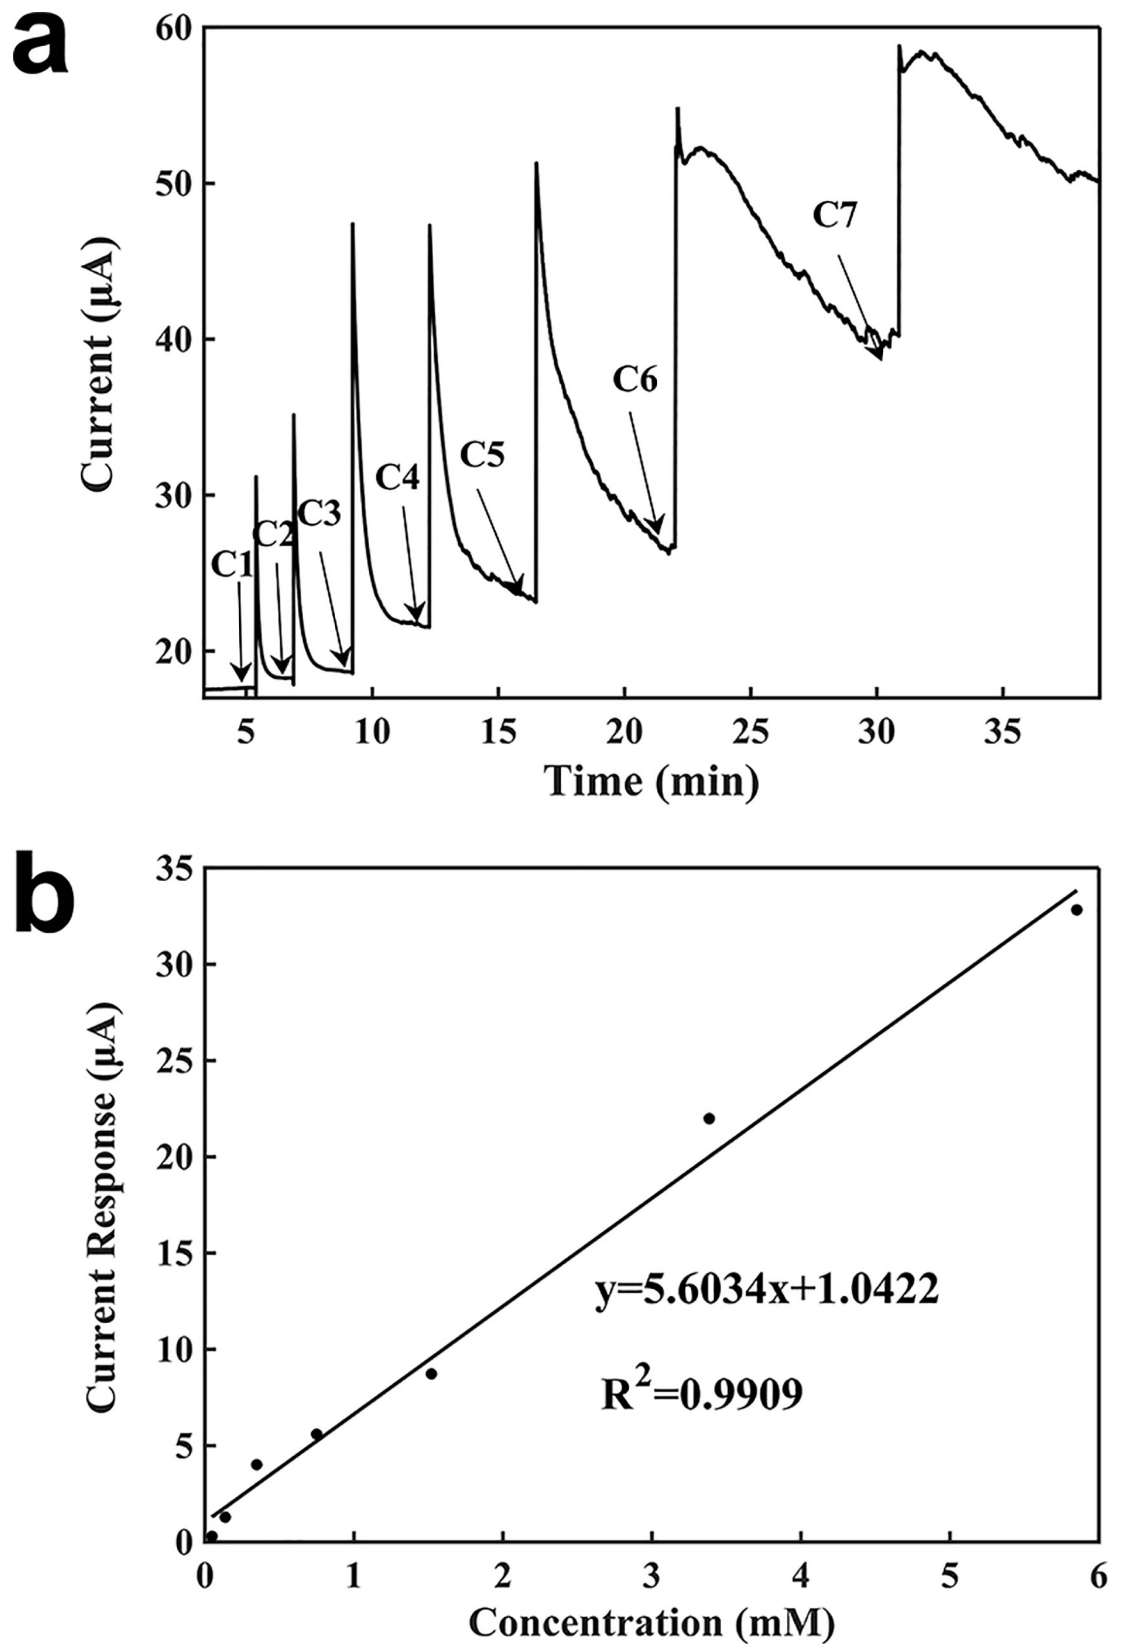 a
60
50
40
30
20
Current (μA)
C1
C2
C3
C4
C5
C6
C7
5 10 15 20 25 30 35
Time (min)
b
35
30
25
20
15
10
5
0
Current Response (μA)
y=5.6034x+1.0422
R²=0.9909
0 1 2 3 4 5 6
Concentration (mM)